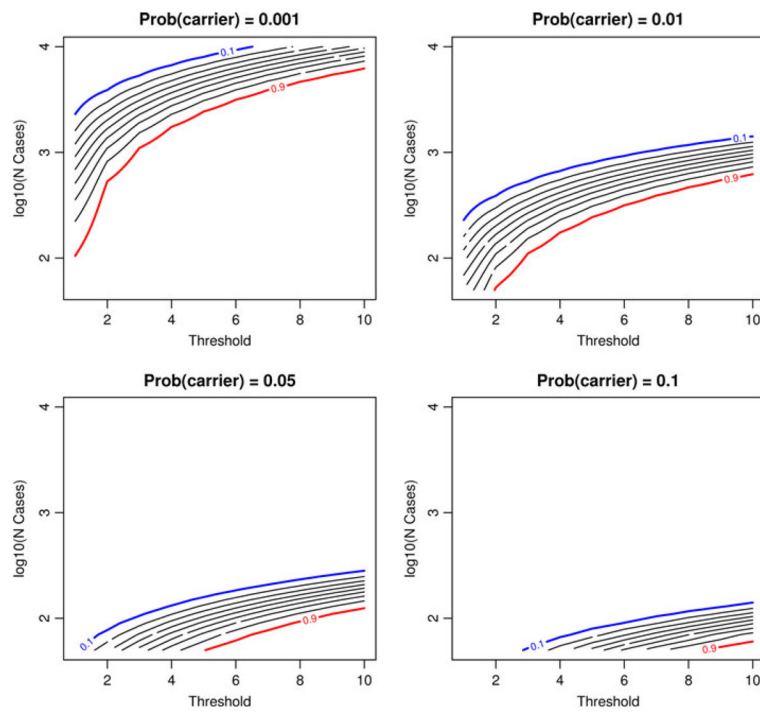 Prob(carrier) = 0.001
log10(N Cases)
4
3
2
0.1
0.9
2 4 6 8 10
Threshold
Prob(carrier) = 0.01
log10(N Cases)
4
3
2
0.1
0.9
2 4 6 8 10
Threshold
Prob(carrier) = 0.05
log10(N Cases)
4
3
2
0.1
0.9
2 4 6 8 10
Threshold
Prob(carrier) = 0.1
log10(N Cases)
4
3
2
0.1
0.9
2 4 6 8 10
Threshold